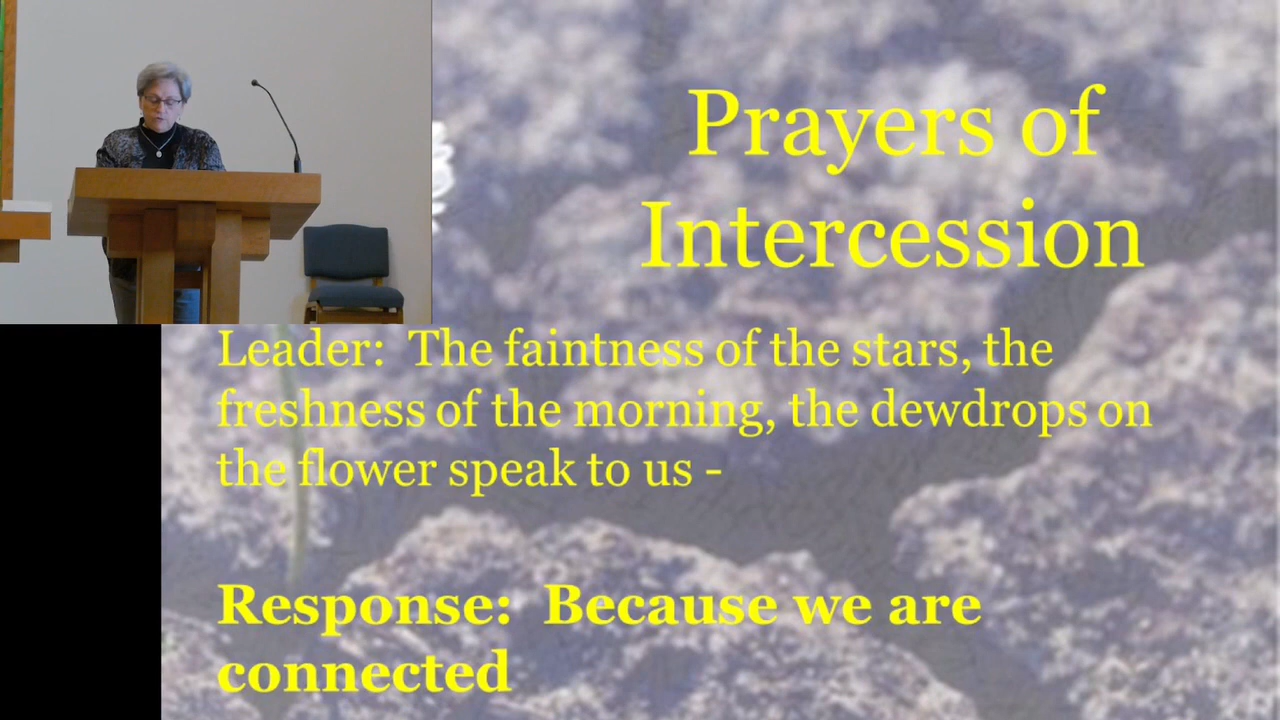 Prayers of
Intercession
Leader:  The faintness of the stars, the
freshness of the morning, the dewdrops on
the flower speak to us -
Response:  Because we are
connected